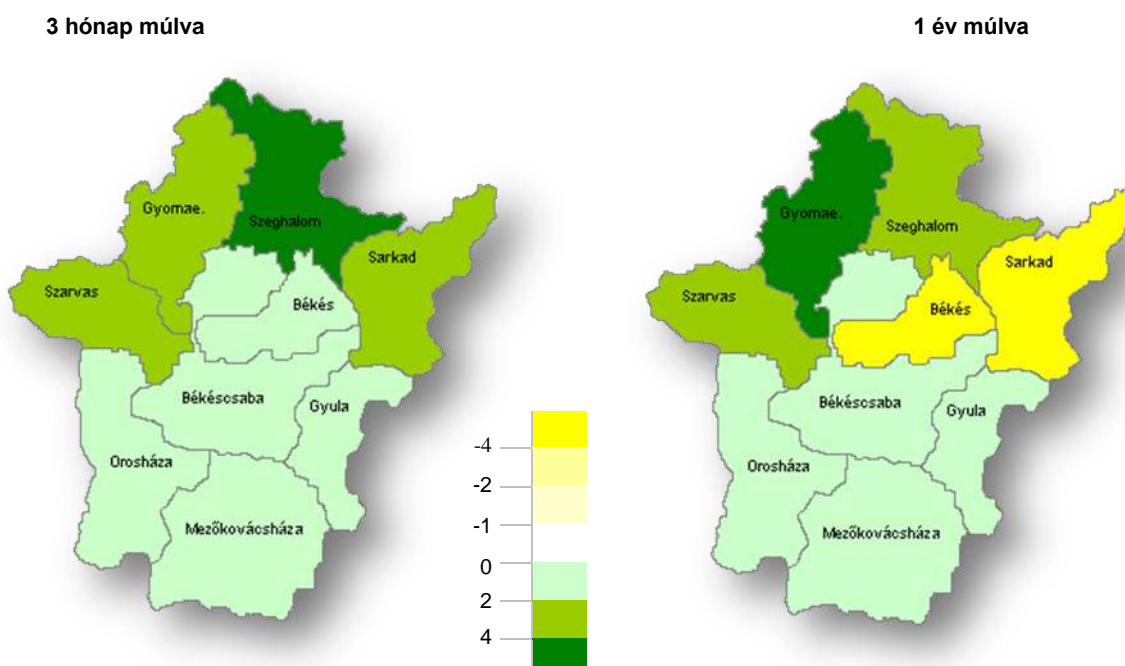 3 hónap múlva
1 év múlva
Gyomae.
Szeghalom
Sarkad
Szarvas
Békés
Békéscsaba
Gyula
Orosháza
Mezőkovácsháza
-4
-2
-1
0
2
4
Gyomae.
Szeghalom
Sarkad
Szarvas
Békés
Békéscsaba
Gyula
Orosháza
Mezőkovácsháza